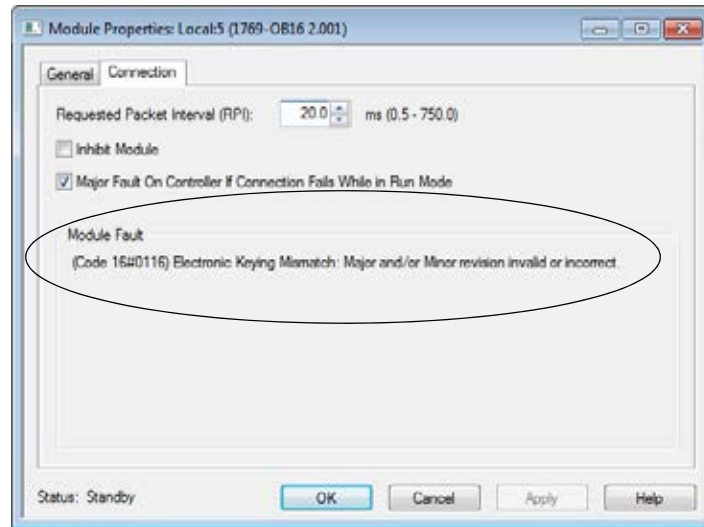 Module Properties: Local:5 (1769-OB16 2.001)
General Connection
Requested Packet Interval (RPI): 20.0 ms (0.5 - 750.0)
Inhibit Module
Major Fault On Controller If Connection Fails While in Run Mode
Module Fault
(Code 16#0116) Electronic Keying Mismatch: Major and/or Minor revision invalid or incorrect.
Status: Standby OK Cancel Apply Help